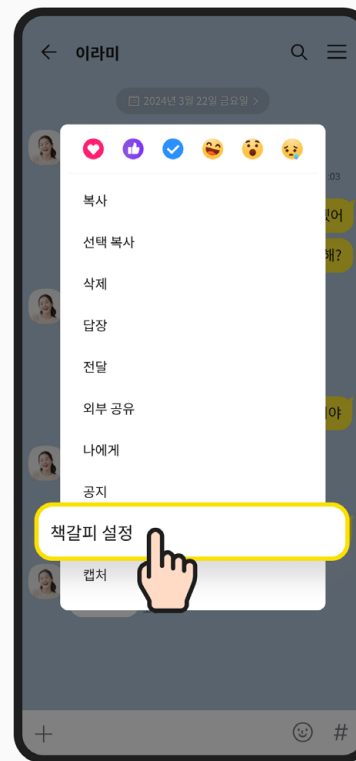 이라미
2024년 3월 22일 금요일 >
:03
복사
선택 복사
삭제
답장
전달
외부 공유
나에게
공지
책갈피 설정
캡처
#